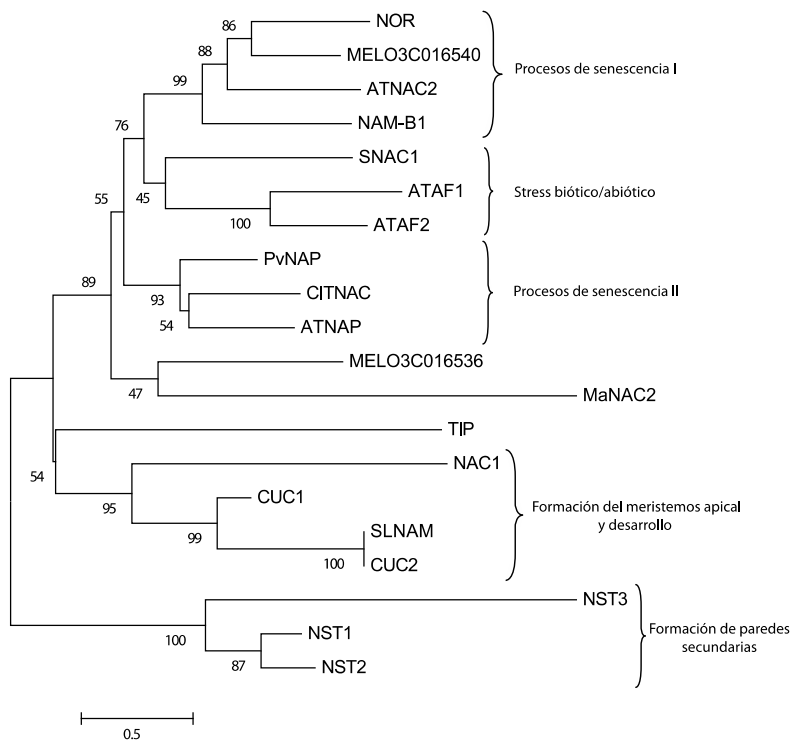 86
NOR
88
MELO3C016540
Procesos de senescencia I
99
ATNAC2
NAM-B1
76
SNAC1
45
ATAF1
Stress biótico/abiótico
55
100
ATAF2
PvNAP
89
93
CITNAC
Procesos de senescencia II
54
ATNAP
MELO3C016536
47
MaNAC2
TIP
54
NAC1
95
CUC1
Formación del meristemos apical
y desarrollo
99
SLNAM
100
CUC2
NST3
100
NST1
Formación de paredes
secundarias
87
NST2
0.5